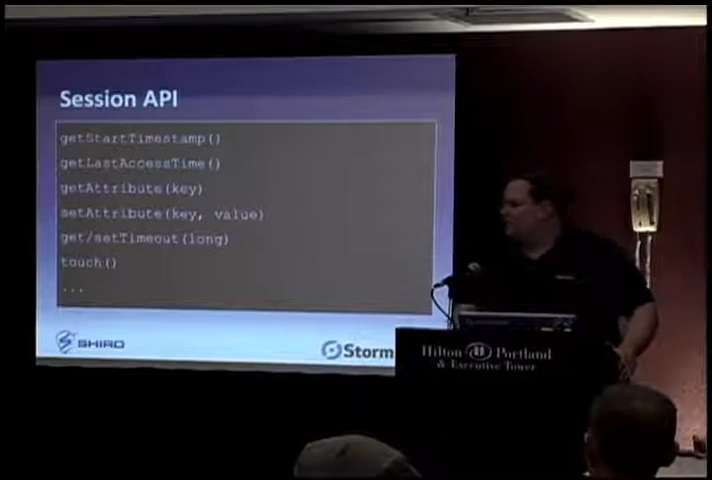 Session API
getStartTimestamp()
getLastAccessTime()
getAttribute(key)
setAttribute(key, value)
get/setTimeout(long)
touch()
...
SHIRO
Storm
Hilton Portland
& Executive Tower